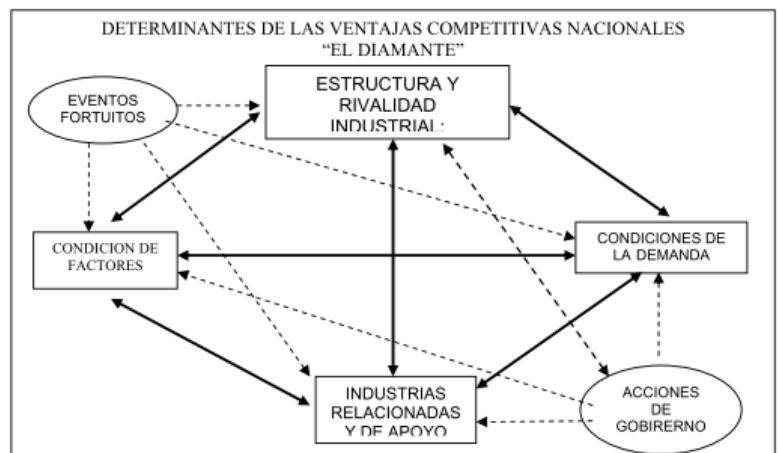 DETERMINANTES DE LAS VENTAJAS COMPETITIVAS NACIONALES
“EL DIAMANTE”
ESTRUCTURA Y
RIVALIDAD
INDUSTRIAL:
EVENTOS
FORTUITOS
CONDICION DE
FACTORES
CONDICIONES DE
LA DEMANDA
INDUSTRIAS
RELACIONADAS
Y DE APOYO
ACCIONES
DE
GOBIRERNO